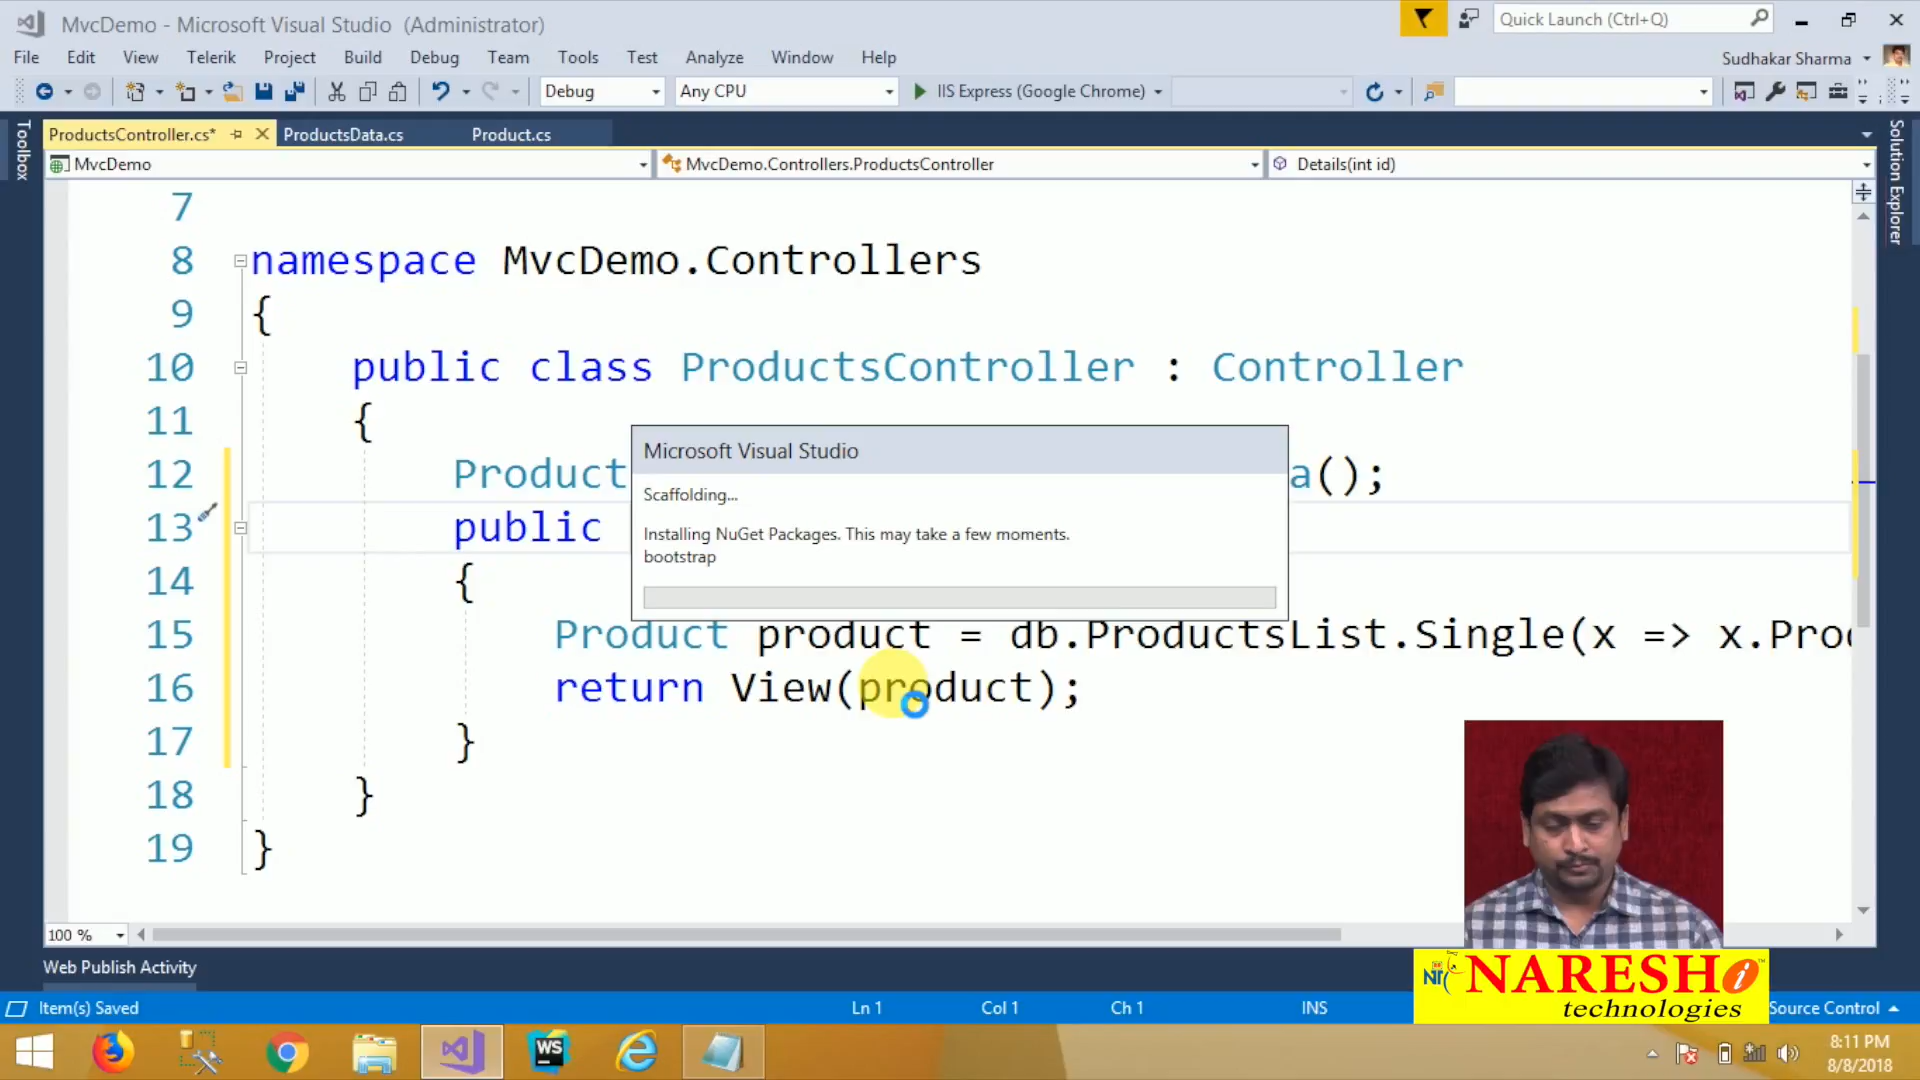 MvcDemo - Microsoft Visual Studio (Administrator)
Quick Launch (Ctrl+Q)
File Edit View Telerik Project Build Debug Team Tools Test Analyze Window Help
Sudhakar Sharma
Debug Any CPU IIS Express (Google Chrome)
Toolbox
ProductsController.cs* ProductsData.cs Product.cs
Solution Explorer
MvcDemo MvcDemo.Controllers.ProductsController Details(int id)
7
8 namespace MvcDemo.Controllers
9 {
10 public class ProductsController : Controller
11 {
12 Product a();
13 public
14 {
15 Product product = db.ProductsList.Single(x => x.Prod
16 return View(product);
17 }
18 }
19 }
Microsoft Visual Studio
Scaffolding...
Installing NuGet Packages. This may take a few moments.
bootstrap
100 %
Web Publish Activity
Item(s) Saved Ln 1 Col 1 Ch 1 INS Source Control
NARESH i
technologies
WS
8:11 PM
8/8/2018